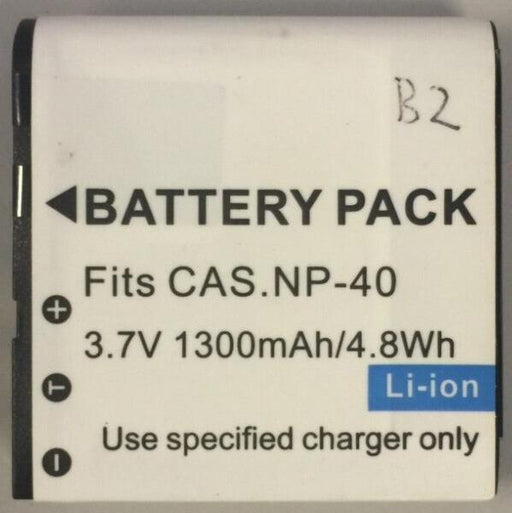 B2
BATTERY PACK
Fits CAS.NP-40
+
3.7V 1300mAh/4.8Wh
T
Li-ion
Use specified charger only
-